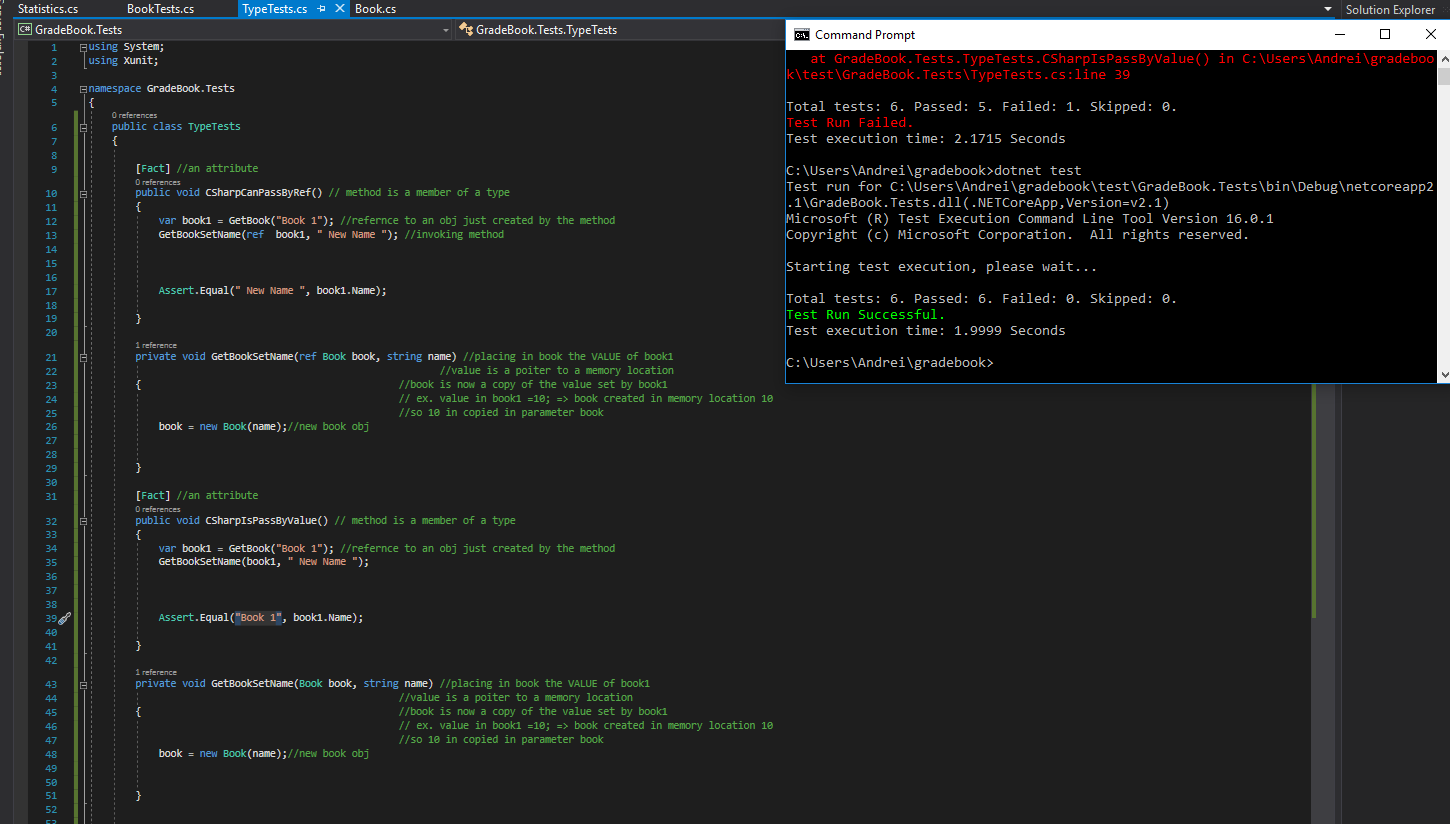 Statistics.cs BookTests.cs TypeTests.cs Book.cs
Solution Explorer
C# GradeBook.Tests GradeBook.Tests.TypeTests
1 using System;
2 using Xunit;
3
4 namespace GradeBook.Tests
5 {
0 references
6 public class TypeTests
7 {
8
9 [Fact] //an attribute
0 references
10 public void CSharpCanPassByRef() // method is a member of a type
11 {
12 var book1 = GetBook("Book 1"); //refernce to an obj just created by the method
13 GetBookSetName(ref  book1, " New Name "); //invoking method
14
15
16
17 Assert.Equal(" New Name ", book1.Name);
18
19 }
20
1 reference
21 private void GetBookSetName(ref Book book, string name) //placing in book the VALUE of book1
22 //value is a poiter to a memory location
23 { //book is now a copy of the value set by book1
24 // ex. value in book1 =10; => book created in memory location 10
25 //so 10 in copied in parameter book
26 book = new Book(name);//new book obj
27
28
29 }
30
31 [Fact] //an attribute
0 references
32 public void CSharpIsPassByValue() // method is a member of a type
33 {
34 var book1 = GetBook("Book 1"); //refernce to an obj just created by the method
35 GetBookSetName(book1, " New Name ");
36
37
38
39 Assert.Equal("Book 1", book1.Name);
40
41 }
42
1 reference
43 private void GetBookSetName(Book book, string name) //placing in book the VALUE of book1
44 //value is a poiter to a memory location
45 { //book is now a copy of the value set by book1
46 // ex. value in book1 =10; => book created in memory location 10
47 //so 10 in copied in parameter book
48 book = new Book(name);//new book obj
49
50
51 }
52
53
Command Prompt
at GradeBook.Tests.TypeTests.CSharpIsPassByValue() in C:\Users\Andrei\gradeboo
k\test\GradeBook.Tests\TypeTests.cs:line 39
Total tests: 6. Passed: 5. Failed: 1. Skipped: 0.
Test Run Failed.
Test execution time: 2.1715 Seconds
C:\Users\Andrei\gradebook>dotnet test
Test run for C:\Users\Andrei\gradebook\test\GradeBook.Tests\bin\Debug\netcoreapp2
.1\GradeBook.Tests.dll(.NETCoreApp,Version=v2.1)
Microsoft (R) Test Execution Command Line Tool Version 16.0.1
Copyright (c) Microsoft Corporation.  All rights reserved.
Starting test execution, please wait...
Total tests: 6. Passed: 6. Failed: 0. Skipped: 0.
Test Run Successful.
Test execution time: 1.9999 Seconds
C:\Users\Andrei\gradebook>